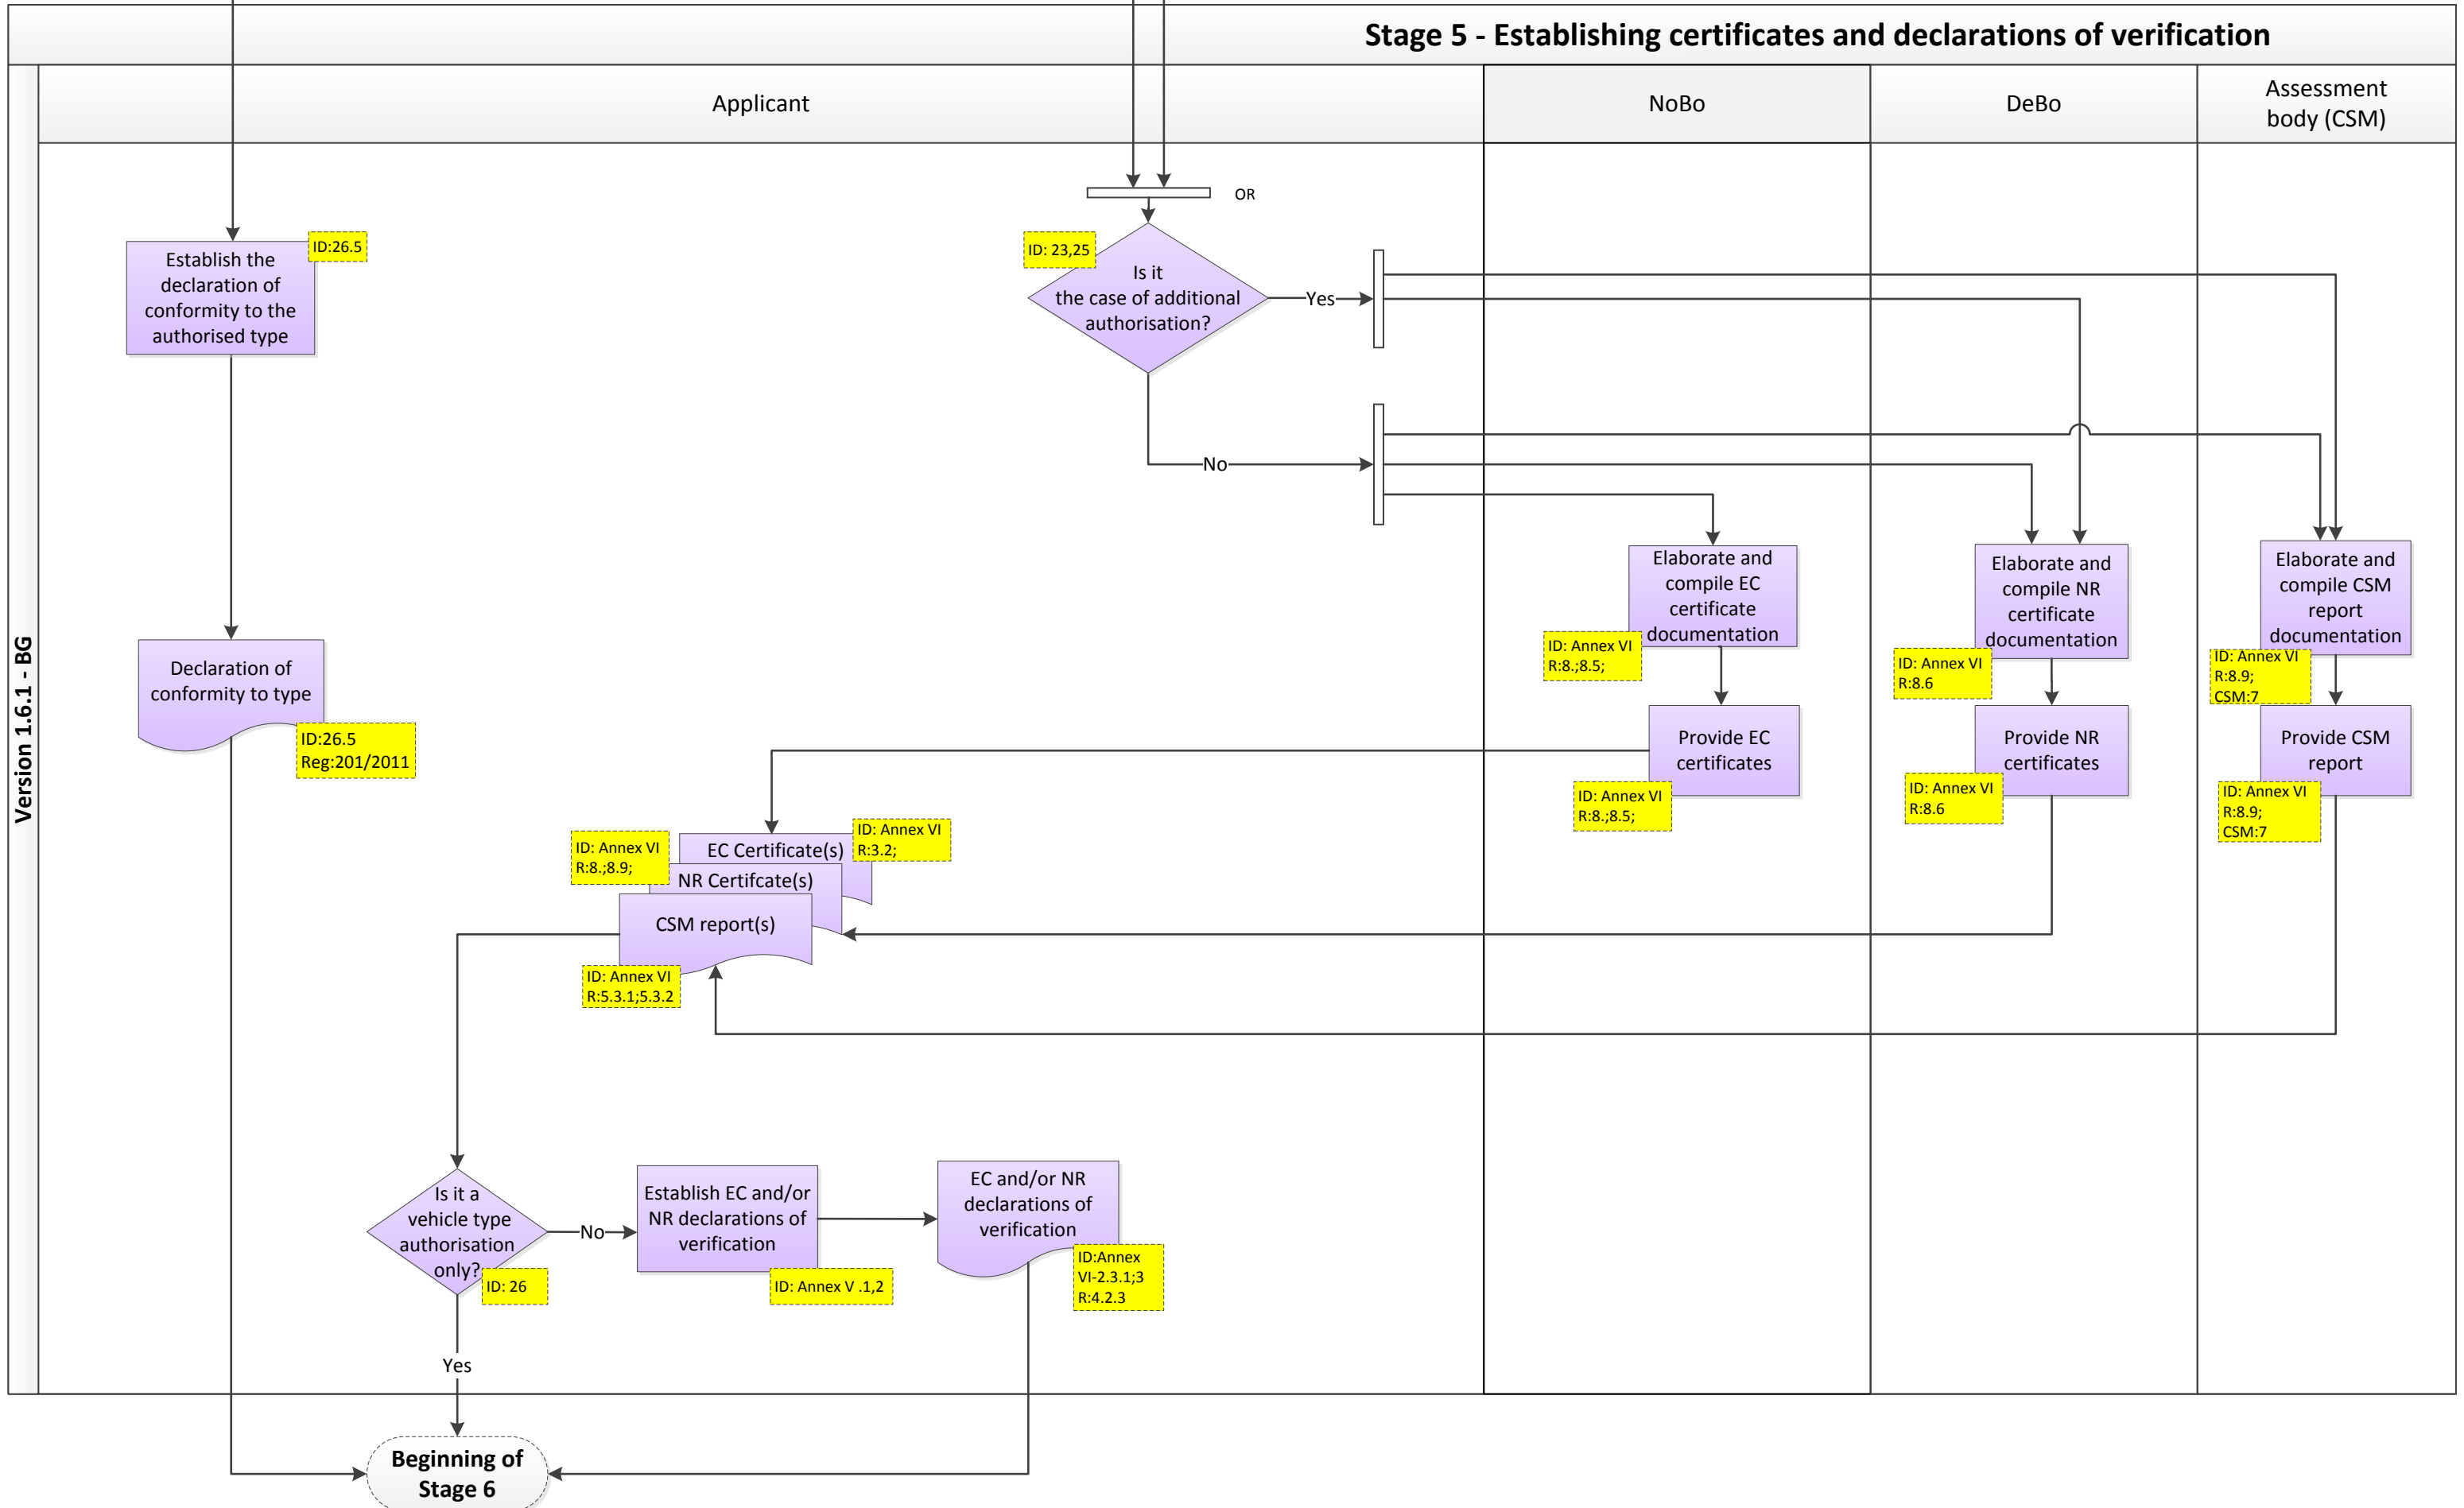 Stage 5 - Establishing certificates and declarations of verification
Version 1.6.1 - BG
Applicant
NoBo
DeBo
Assessment
body (CSM)
OR
Establish the
declaration of
conformity to the
authorised type
ID:26.5
ID: 23,25
Is it
the case of additional
authorisation?
Yes
No
Elaborate and
compile EC
certificate
documentation
ID: Annex VI
R:8.;8.5;
Elaborate and
compile NR
certificate
documentation
ID: Annex VI
R:8.6
Elaborate and
compile CSM
report
documentation
ID: Annex VI
R:8.9;
CSM:7
Declaration of
conformity to type
ID:26.5
Reg:201/2011
Provide EC
certificates
ID: Annex VI
R:8.;8.5;
Provide NR
certificates
ID: Annex VI
R:8.6
Provide CSM
report
ID: Annex VI
R:8.9;
CSM:7
EC Certificate(s)
ID: Annex VI
R:3.2;
ID: Annex VI
R:8.;8.9;
NR Certifcate(s)
CSM report(s)
ID: Annex VI
R:5.3.1;5.3.2
Is it a
vehicle type
authorisation
only?
ID: 26
No
Establish EC and/or
NR declarations of
verification
ID: Annex V .1,2
EC and/or NR
declarations of
verification
ID:Annex
VI-2.3.1;3
R:4.2.3
Yes
Beginning of
Stage 6